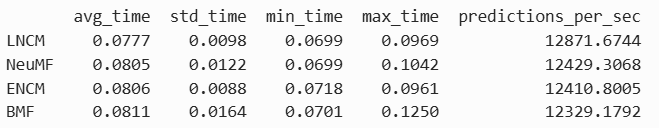 avg_time std_time min_time max_time predictions_per_sec
LNCM 0.0777 0.0098 0.0699 0.0969 12871.6744
NeuMF 0.0805 0.0122 0.0699 0.1042 12429.3068
ENCM 0.0806 0.0088 0.0718 0.0961 12410.8005
BMF 0.0811 0.0164 0.0701 0.1250 12329.1792